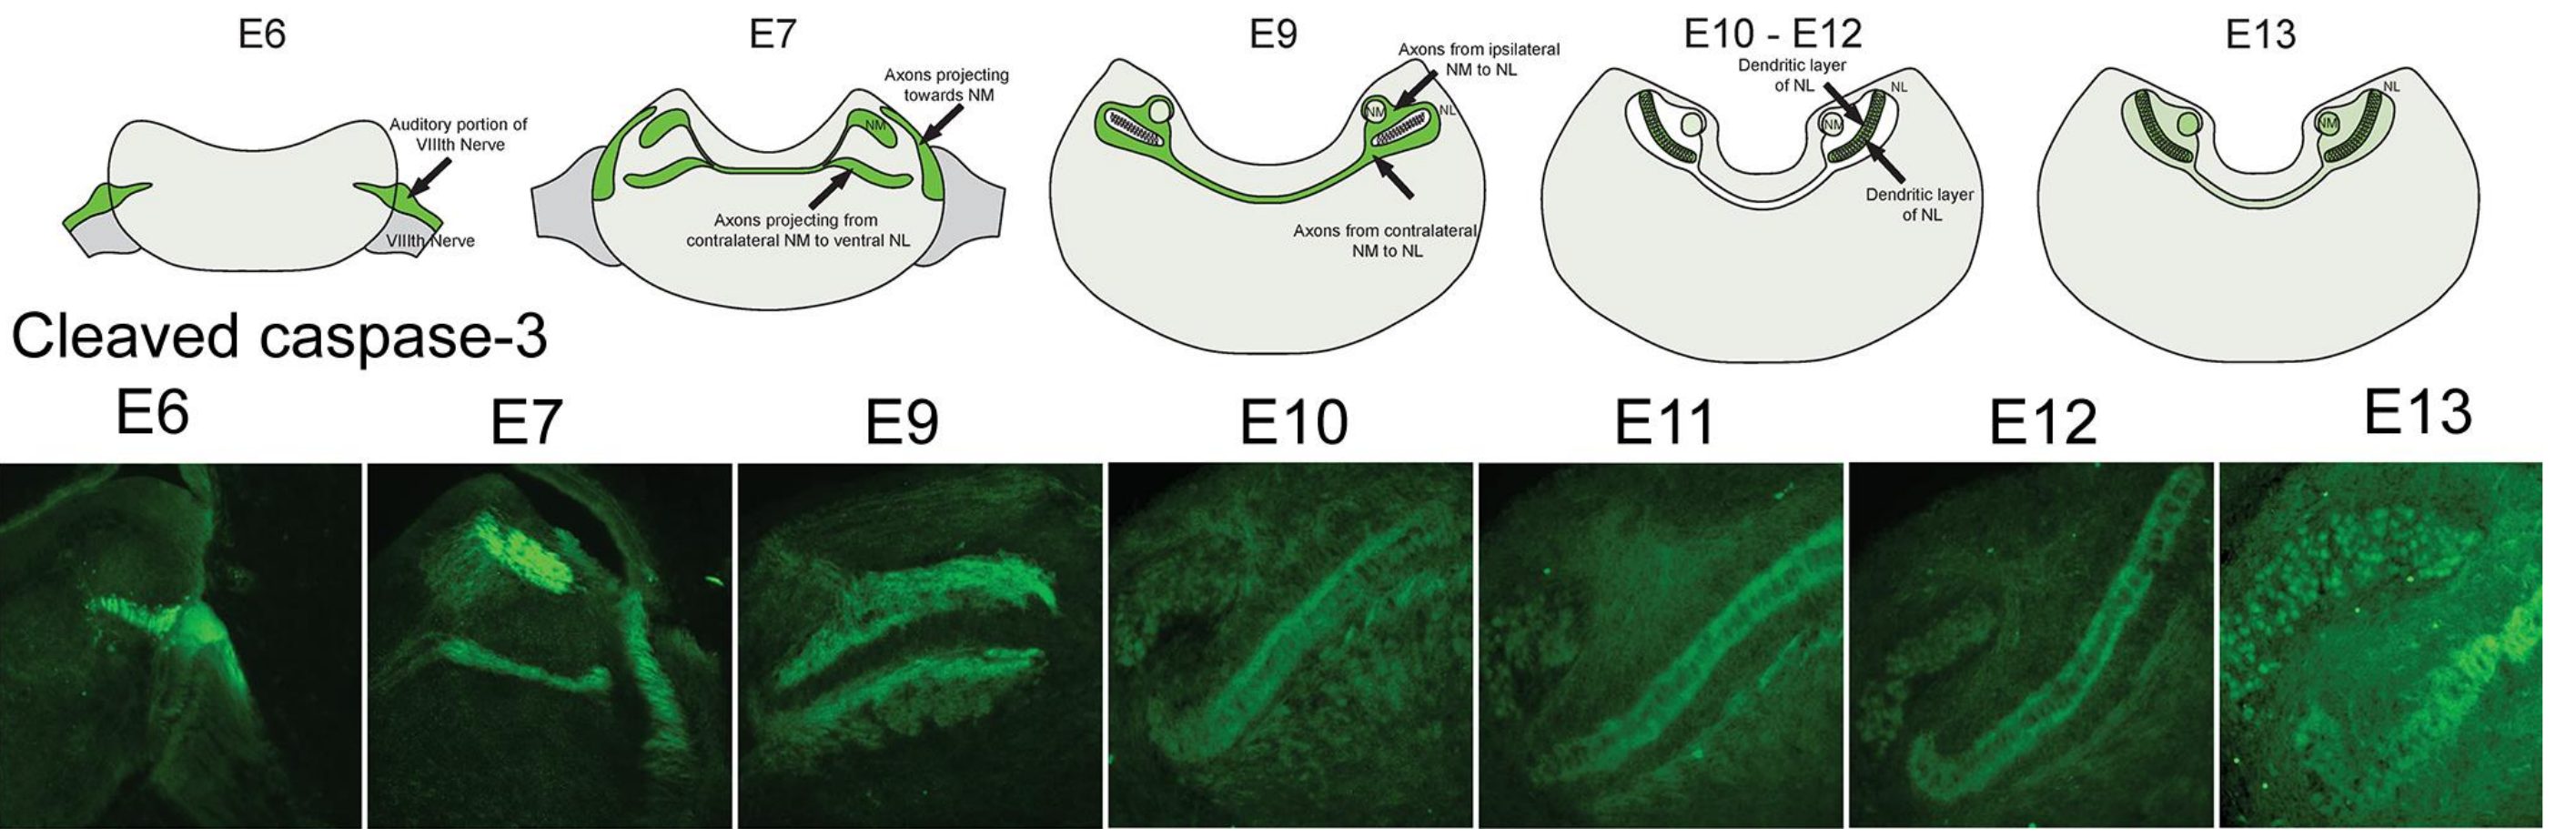 E6
Auditory portion of
VIIIth Nerve
VIIIth Nerve
E7
Axons projecting
towards NM
NM
Axons projecting from
contralateral NM to ventral NL
E9
Axons from ipsilateral
NM to NL
NM
NL
Axons from contralateral
NM to NL
E10 - E12
Dendritic layer
of NL
NL
NM
Dendritic layer
of NL
E13
NL
NM
Cleaved caspase-3
E6
E7
E9
E10
E11
E12
E13